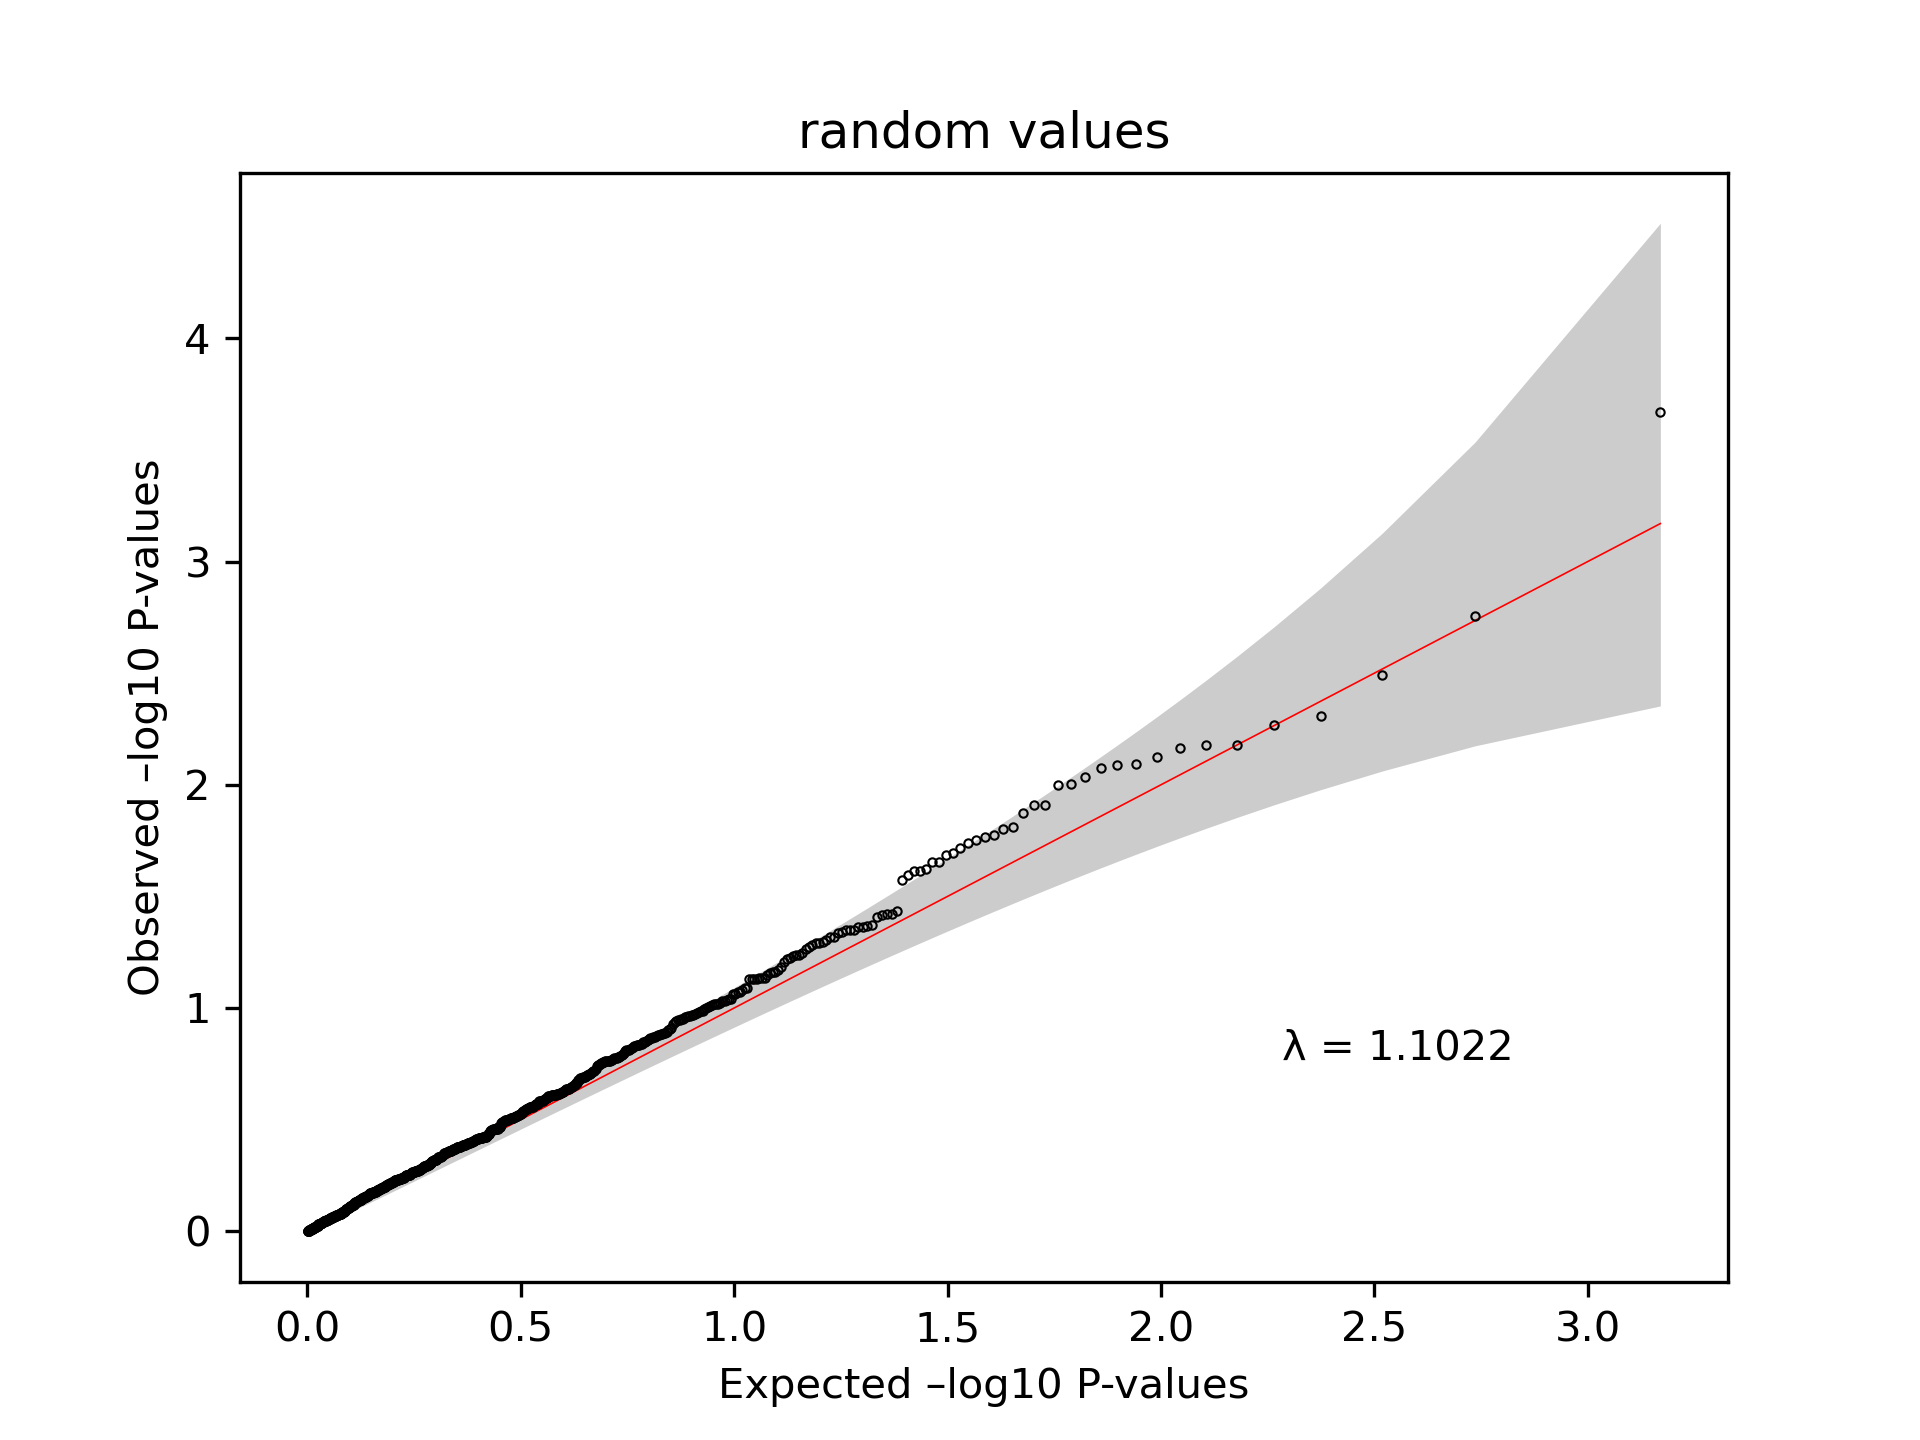 random values
Observed –log10 P-values
4
3
2
1
0
λ = 1.1022
0.0 0.5 1.0 1.5 2.0 2.5 3.0
Expected –log10 P-values